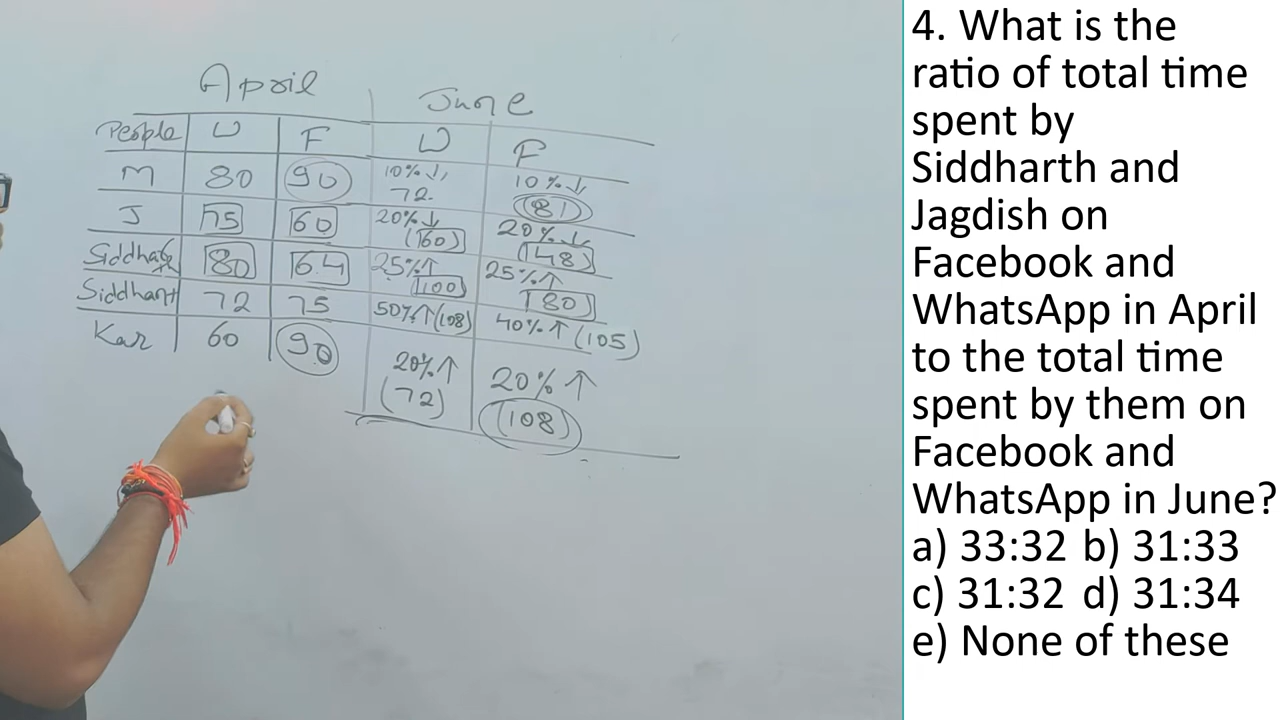 April June
People W F W F
M 80 90 10%↓ 72 10%↓ 81
J 75 60 20%↓ (60) 20%↓ 48
Siddharth 80 64 25%↑ 100 25%↑ 80
Siddhant 72 75 50%↑(108) 40%↑(105)
Kar 60 90 20%↑ (72) 20%↑ (108)
4. What is the
ratio of total time
spent by
Siddharth and
Jagdish on
Facebook and
WhatsApp in April
to the total time
spent by them on
Facebook and
WhatsApp in June?
a) 33:32 b) 31:33
c) 31:32 d) 31:34
e) None of these